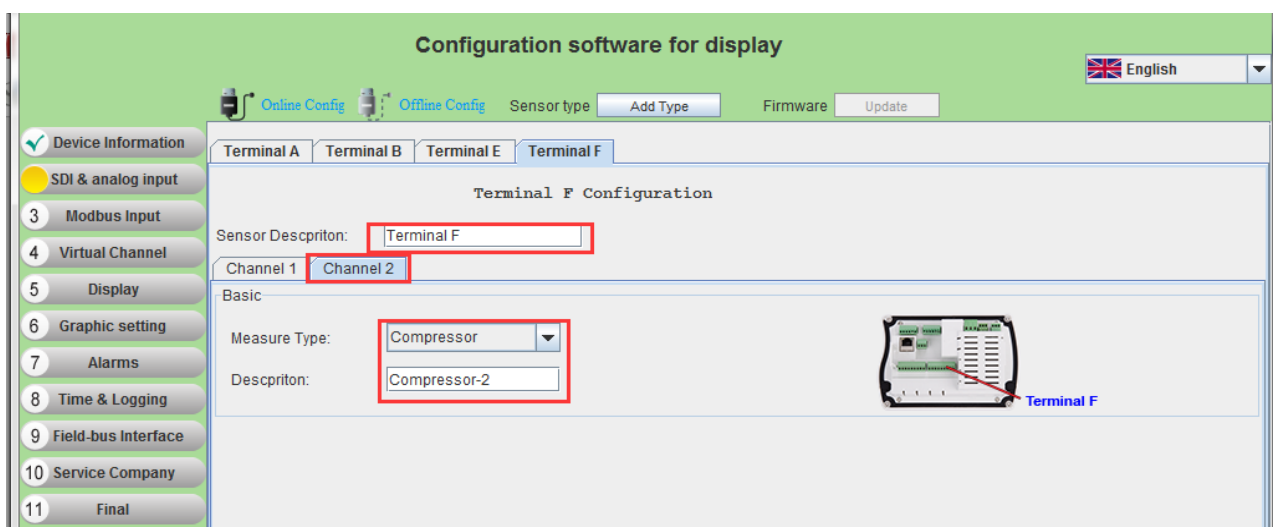 Configuration software for display
English
Online Config Offline Config Sensor type Add Type Firmware Update
Device Information
SDI & analog input
3 Modbus Input
4 Virtual Channel
5 Display
6 Graphic setting
7 Alarms
8 Time & Logging
9 Field-bus Interface
10 Service Company
11 Final
Terminal A Terminal B Terminal E Terminal F
Terminal F Configuration
Sensor Descpriton: Terminal F
Channel 1 Channel 2
Basic
Measure Type: Compressor
Descpriton: Compressor-2
Terminal F